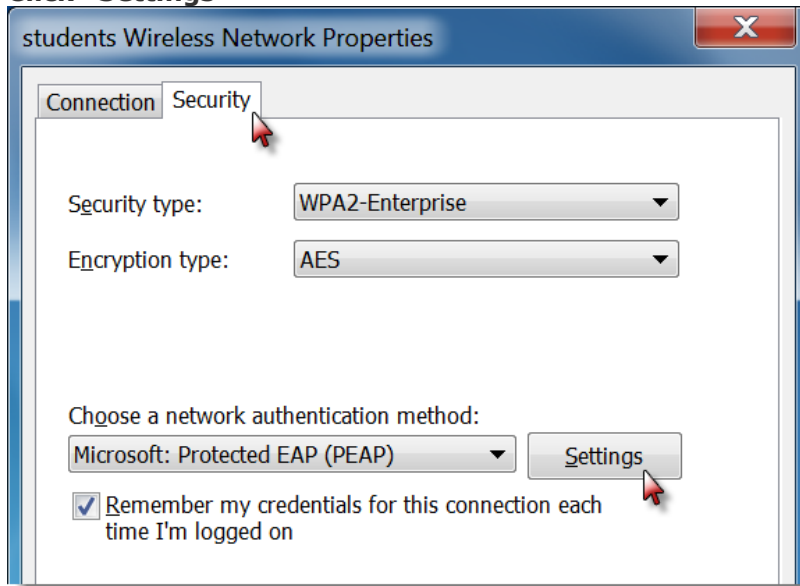 students Wireless Network Properties
X
Connection Security
Security type: WPA2-Enterprise
Encryption type: AES
Choose a network authentication method:
Microsoft: Protected EAP (PEAP) Settings
Remember my credentials for this connection each
time I'm logged on